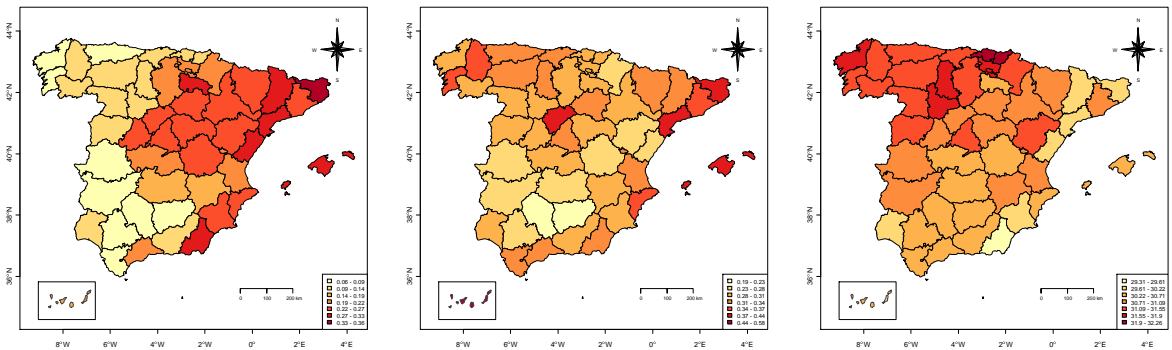 44°N
42°N
40°N
38°N
36°N
8°W
6°W
4°W
2°W
0°
2°E
4°E
N
W
E
S
0
100
200 km
0.06 - 0.09
0.09 - 0.14
0.14 - 0.19
0.19 - 0.22
0.22 - 0.27
0.27 - 0.33
0.33 - 0.36
44°N
42°N
40°N
38°N
36°N
8°W
6°W
4°W
2°W
0°
2°E
4°E
N
W
E
S
0
100
200 km
0.19 - 0.23
0.23 - 0.28
0.28 - 0.31
0.31 - 0.34
0.34 - 0.37
0.37 - 0.44
0.44 - 0.58
44°N
42°N
40°N
38°N
36°N
8°W
6°W
4°W
2°W
0°
2°E
4°E
N
W
E
S
0
100
200 km
29.31 - 29.61
29.61 - 30.22
30.22 - 30.71
30.71 - 31.09
31.09 - 31.55
31.55 - 31.9
31.9 - 32.26